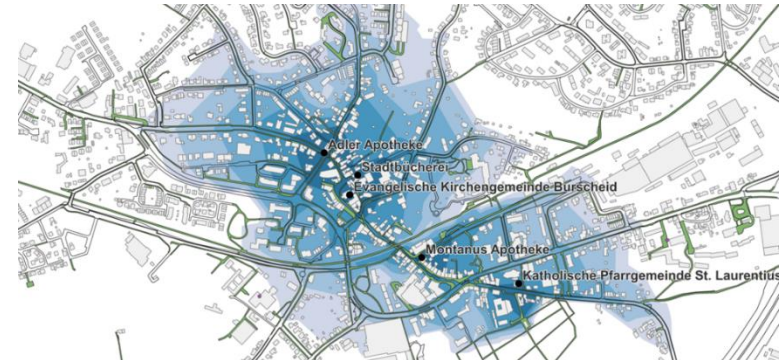 Adler Apotheke
Stadtbücherei
Evangelische Kirchengemeinde Burscheid
Montanus Apotheke
Katholische Pfarrgemeinde St. Laurentius